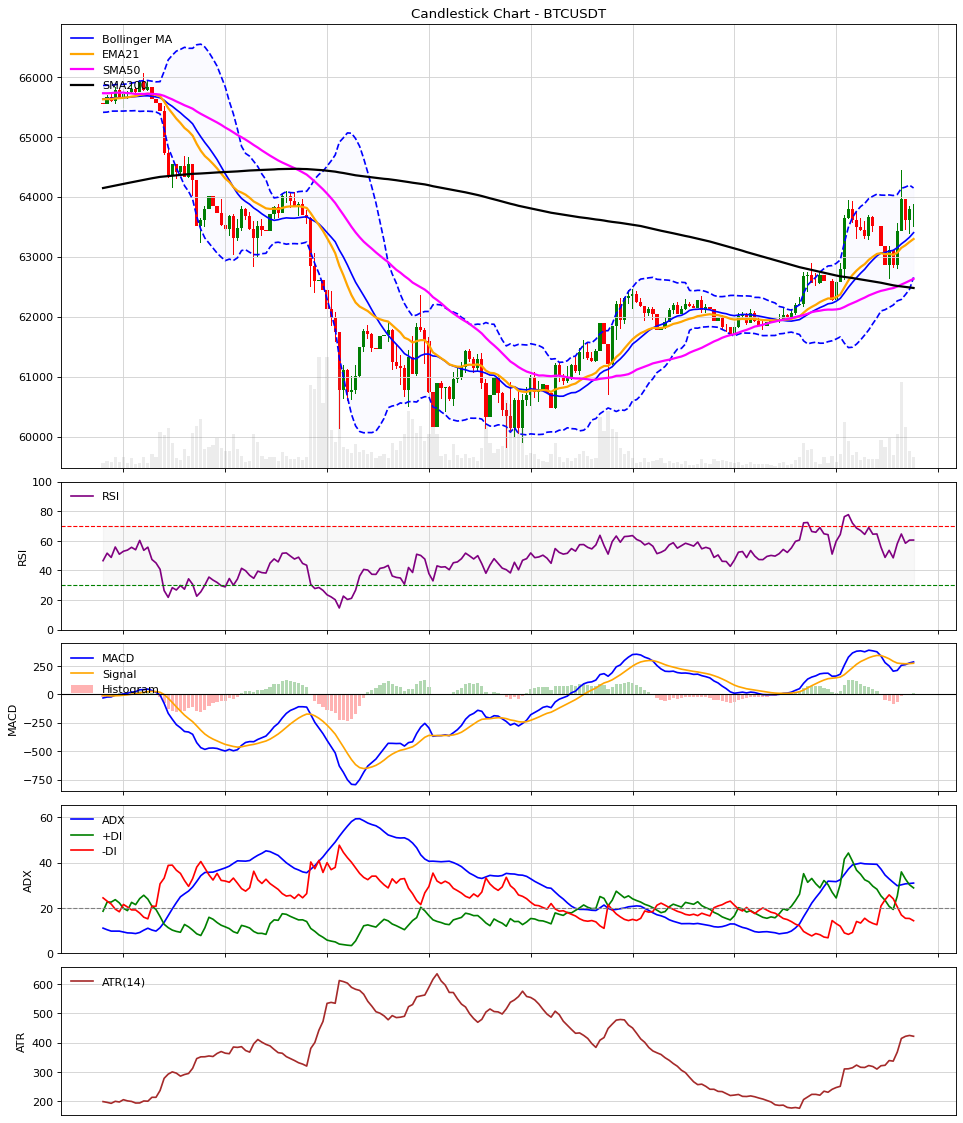 Candlestick Chart - BTCUSDT
Bollinger MA
EMA21
SMA50
SMA200
66000
65000
64000
63000
62000
61000
60000
RSI
100
80
60
40
20
0
RSI
MACD
Signal
Histogram
250
0
−250
−500
−750
MACD
ADX
+DI
-DI
60
40
20
0
ADX
ATR(14)
600
500
400
300
200
ATR